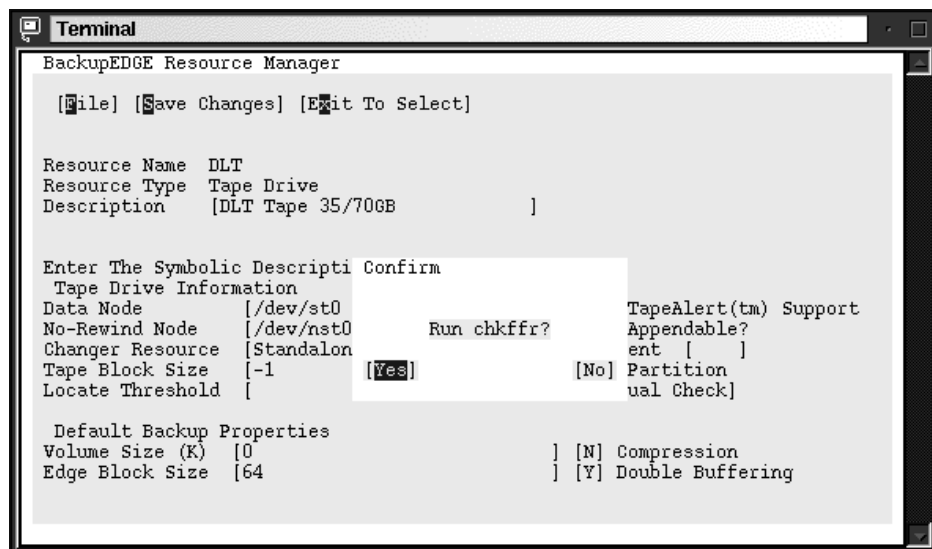 Terminal
BackupEDGE Resource Manager
[File] [Save Changes] [Exit To Select]
Resource Name DLT
Resource Type Tape Drive
Description [DLT Tape 35/70GB ]
Enter The Symbolic Descripti
Confirm
Tape Drive Information
Data Node [/dev/st0 TapeAlert(tm) Support
No-Rewind Node [/dev/nst0 Run chkffr? Appendable?
Changer Resource [Standalon ent [ ]
Tape Block Size [-1 [Yes] [No] Partition
Locate Threshold [ ual Check]
Default Backup Properties
Volume Size (K) [0 ] [N] Compression
Edge Block Size [64 ] [Y] Double Buffering